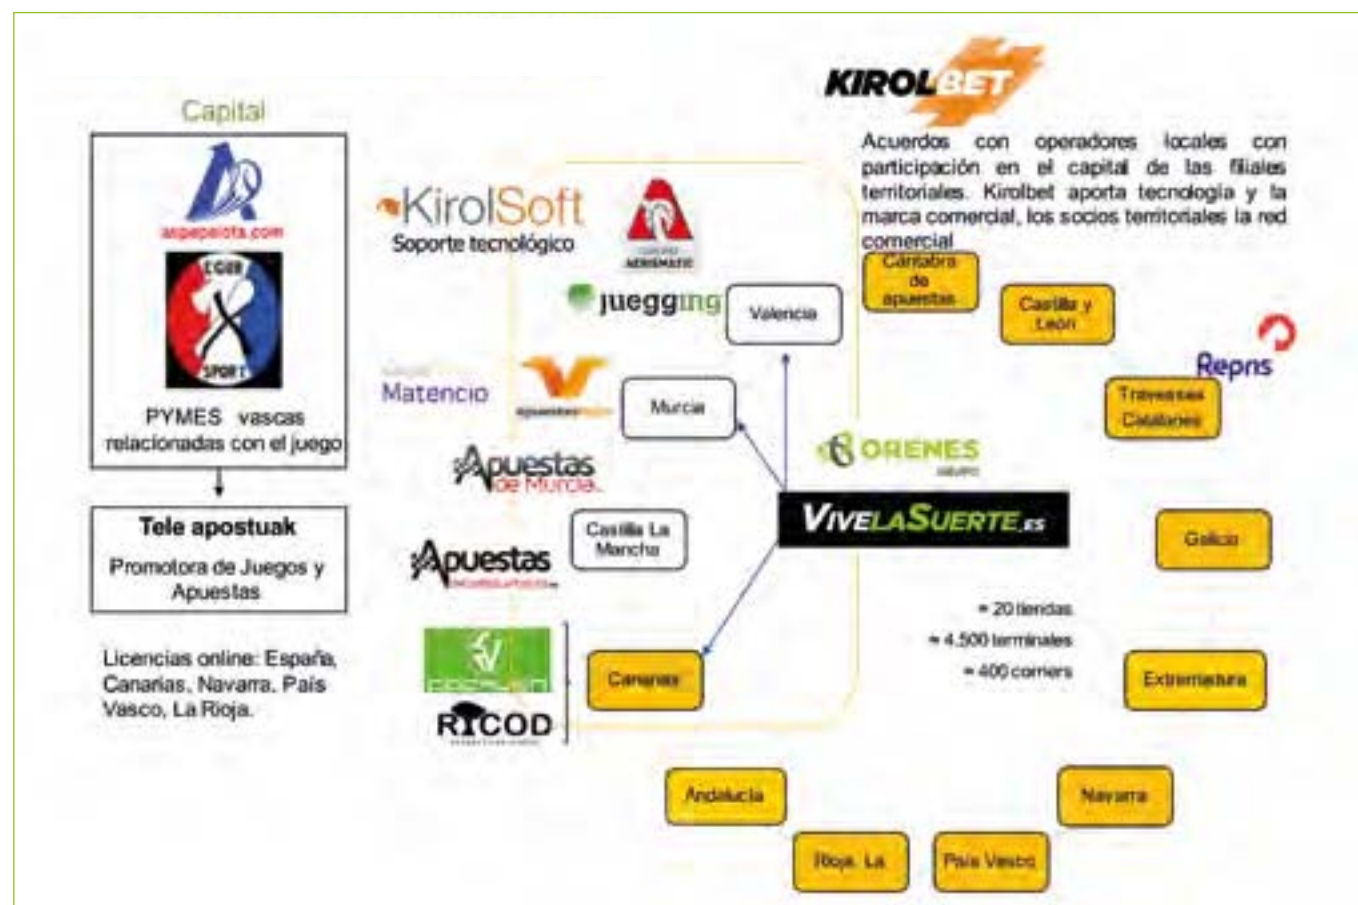 KIROLBET
Acuerdos con operadores locales con
participación en el capital de las filiales
territoriales. Kirolbet aporta tecnología y la
marca comercial, los socios territoriales la red
comercial
Capital
aspepelota.com
SPORT
PYMES vascas
relacionadas con el juego
Tele apostuak
Promotora de Juegos y
Apuestas
Licencias online: España,
Canarias, Navarra, País
Vasco, La Rioja.
KirolSoft
Soporte tecnológico
juegging
Valencia
Matencio
Murcia
Apuestas
de Murcia
Castilla La
Mancha
Apuestas
Canarias
RICOD
ORENES
GRUPO
VIVELASUERTE.ES
≈ 20 tiendas
≈ 4.500 terminales
≈ 400 corners
Cántabra
de
apuestas
Castilla y
León
Repris
Travesses
Catalanes
Galicia
Extremadura
Navarra
País Vasco
Rioja, La
Andalucía